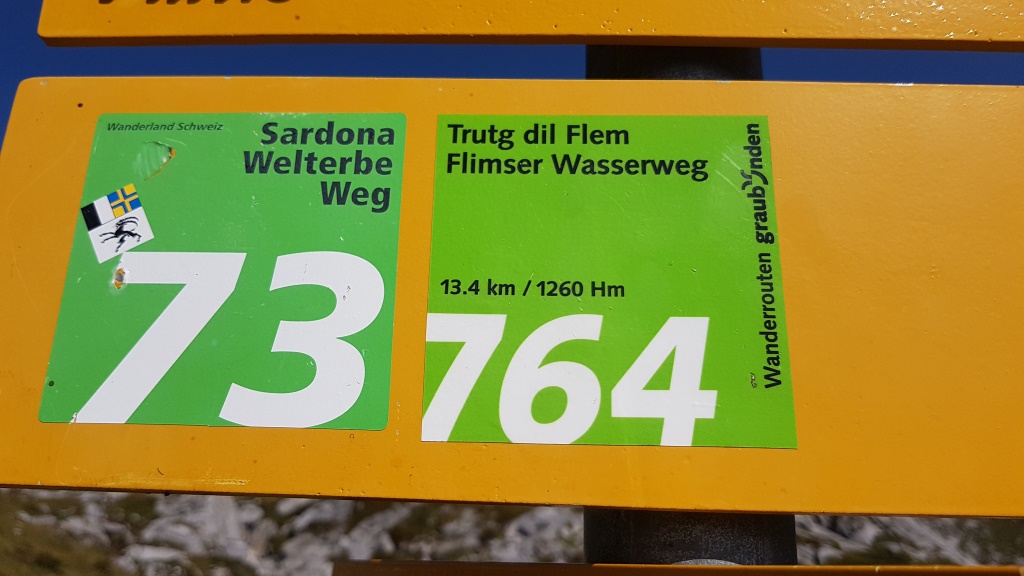 Wanderland Schweiz
Sardona
Welterbe
Weg
73
Trutg dil Flem
Flimser Wasserweg
13.4 km / 1260 Hm
764
Wanderrouten graubünden